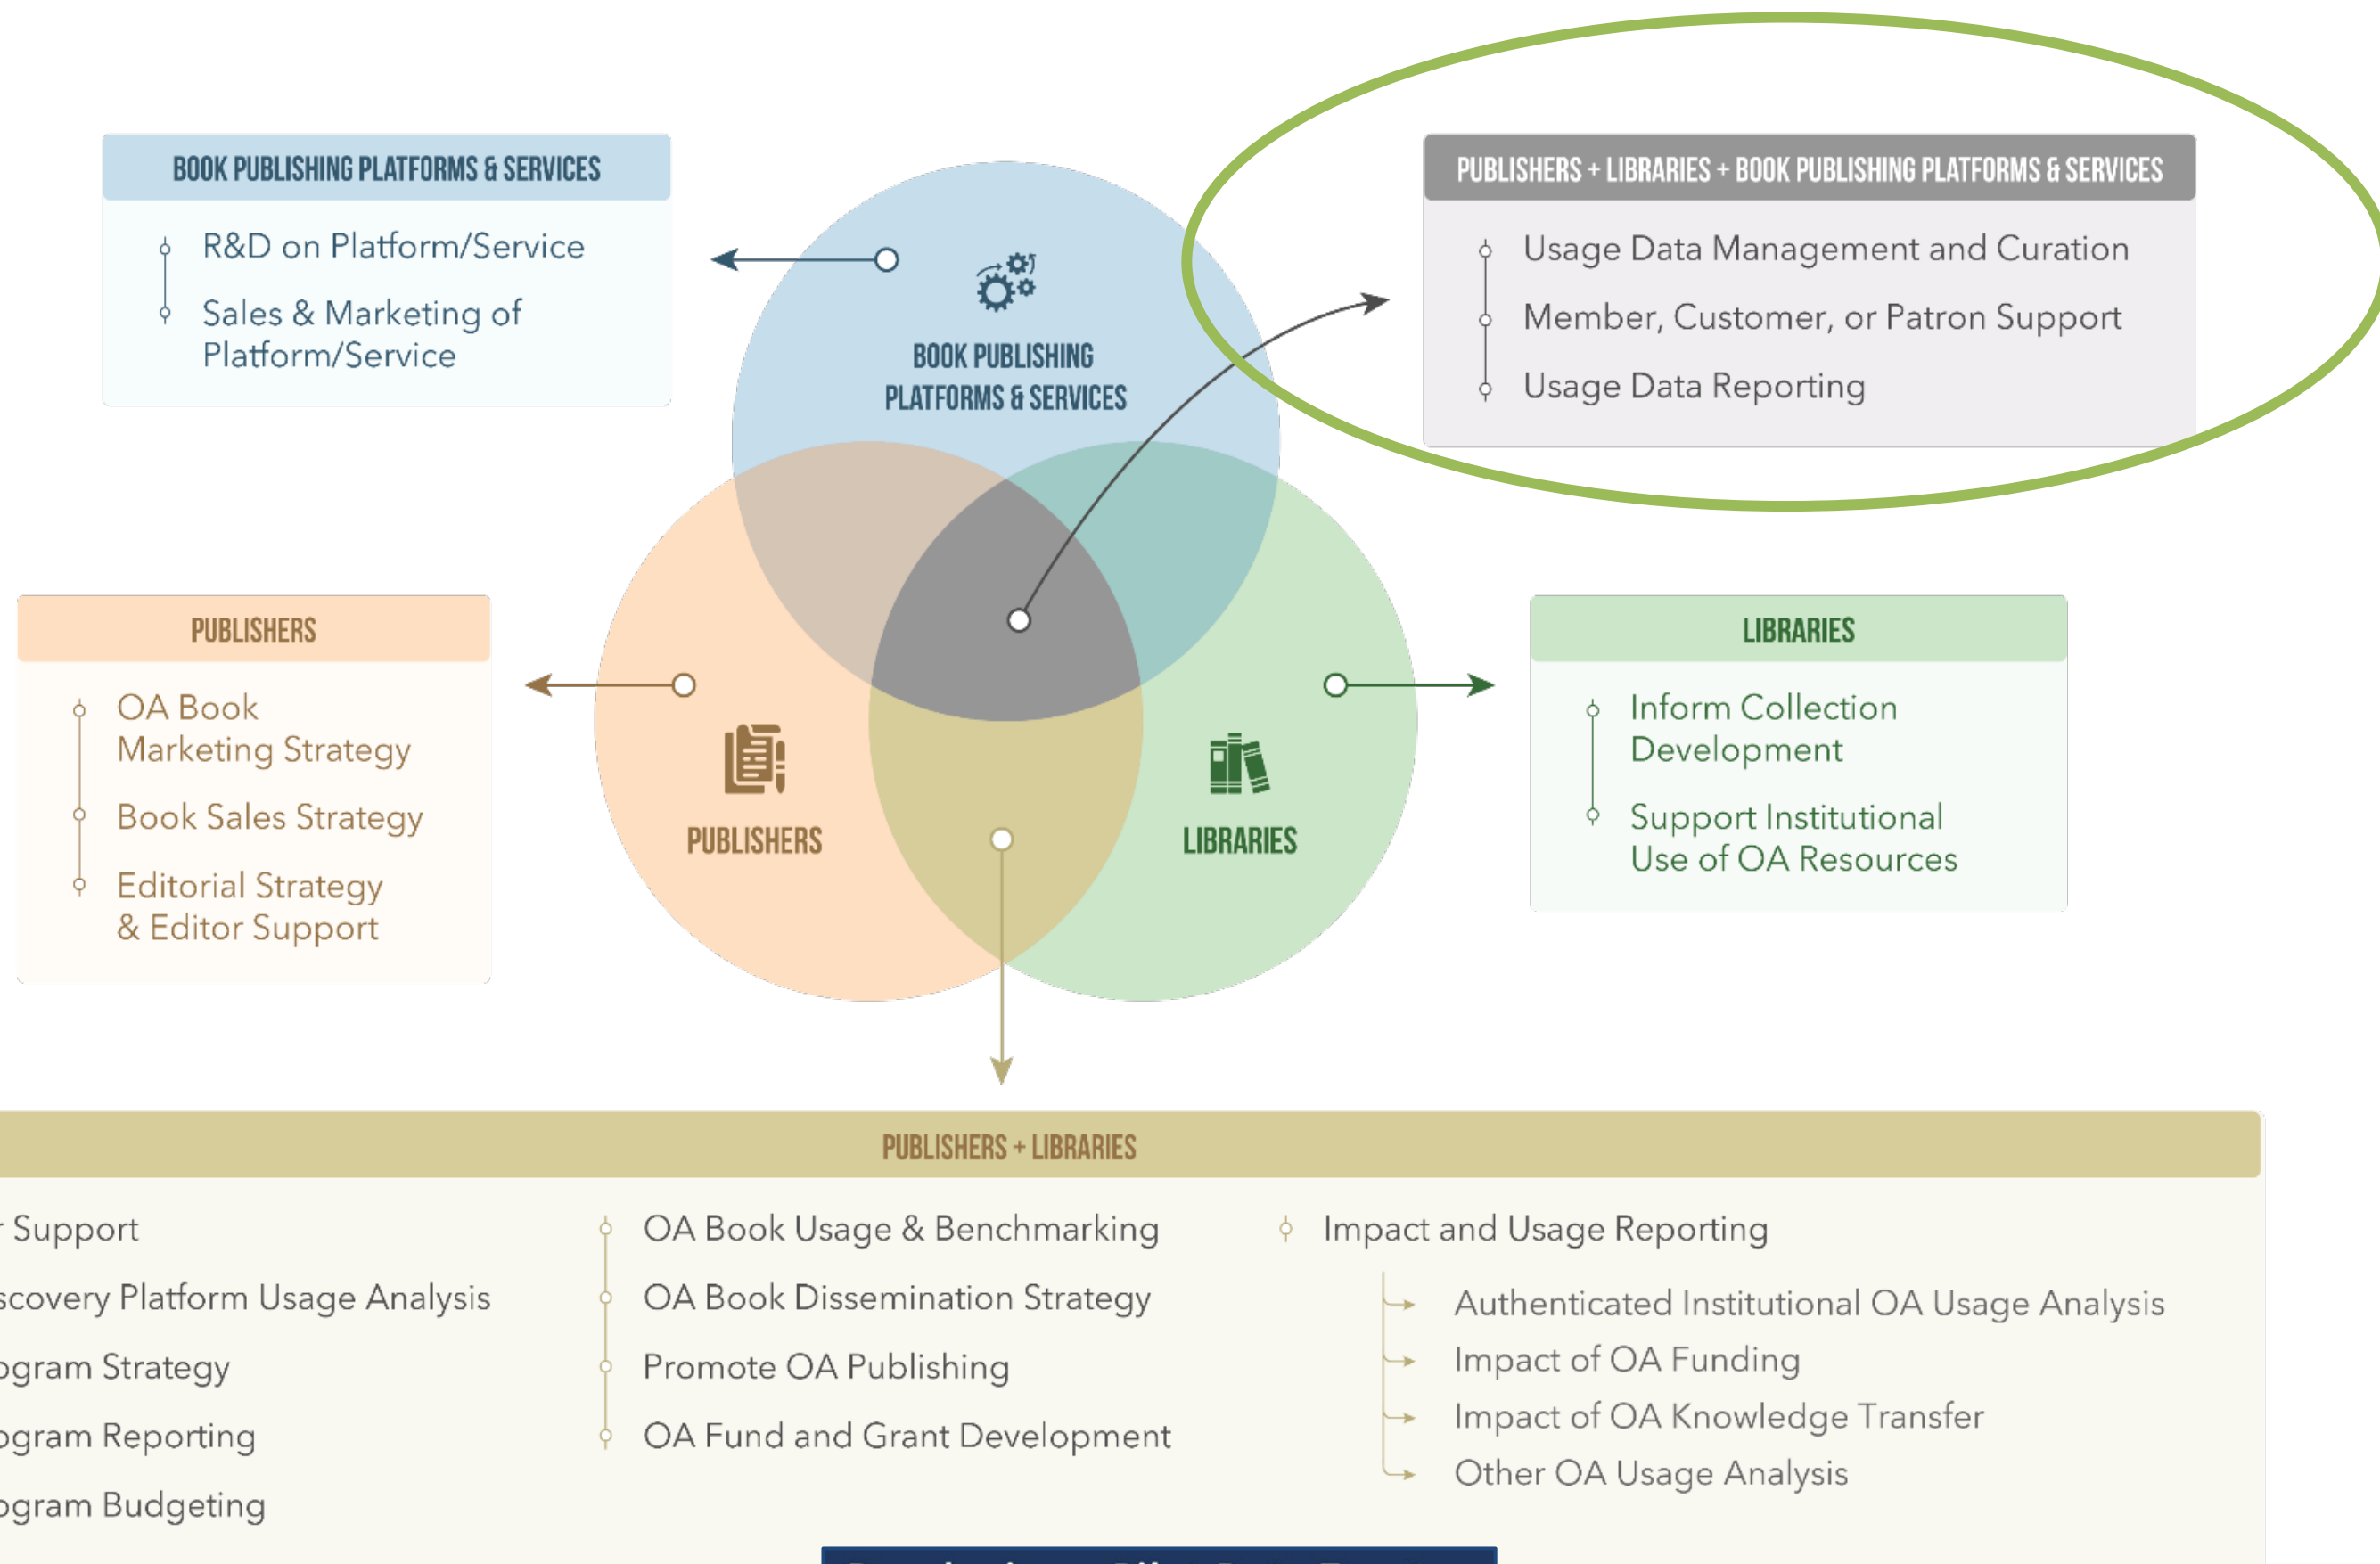 BOOK PUBLISHING PLATFORMS & SERVICES
R&D on Platform/Service
Sales & Marketing of
Platform/Service
PUBLISHERS + LIBRARIES + BOOK PUBLISHING PLATFORMS & SERVICES
Usage Data Management and Curation
Member, Customer, or Patron Support
Usage Data Reporting
BOOK PUBLISHING
PLATFORMS & SERVICES
PUBLISHERS
OA Book
Marketing Strategy
Book Sales Strategy
Editorial Strategy
& Editor Support
PUBLISHERS
LIBRARIES
LIBRARIES
Inform Collection
Development
Support Institutional
Use of OA Resources
PUBLISHERS + LIBRARIES
Support
Platform Usage Analysis
Strategy
Reporting
Budgeting
OA Book Usage & Benchmarking
OA Book Dissemination Strategy
Promote OA Publishing
OA Fund and Grant Development
Impact and Usage Reporting
Authenticated Institutional OA Usage Analysis
Impact of OA Funding
Impact of OA Knowledge Transfer
Other OA Usage Analysis